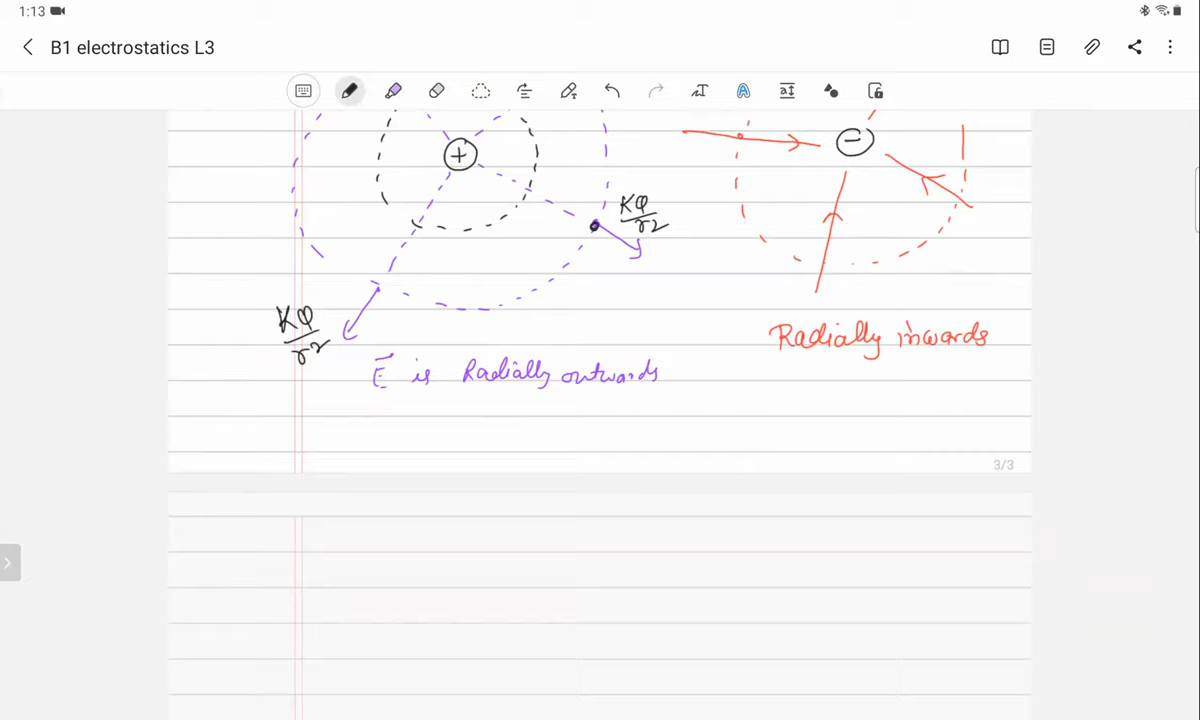 1:13
B1 electrostatics L3
+
−
KQ
r2
KQ
r2
E⃗ is Radially outwards
Radially inwards
3/3